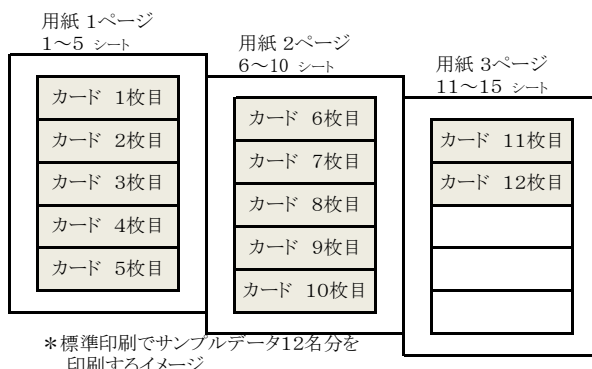 用紙 1ページ
1～5 シート
カード 1枚目
カード 2枚目
カード 3枚目
カード 4枚目
カード 5枚目
用紙 2ページ
6～10 シート
カード 6枚目
カード 7枚目
カード 8枚目
カード 9枚目
カード 10枚目
用紙 3ページ
11～15 シート
カード 11枚目
カード 12枚目
＊標準印刷でサンプルデータ12名分を
印刷するイメージ